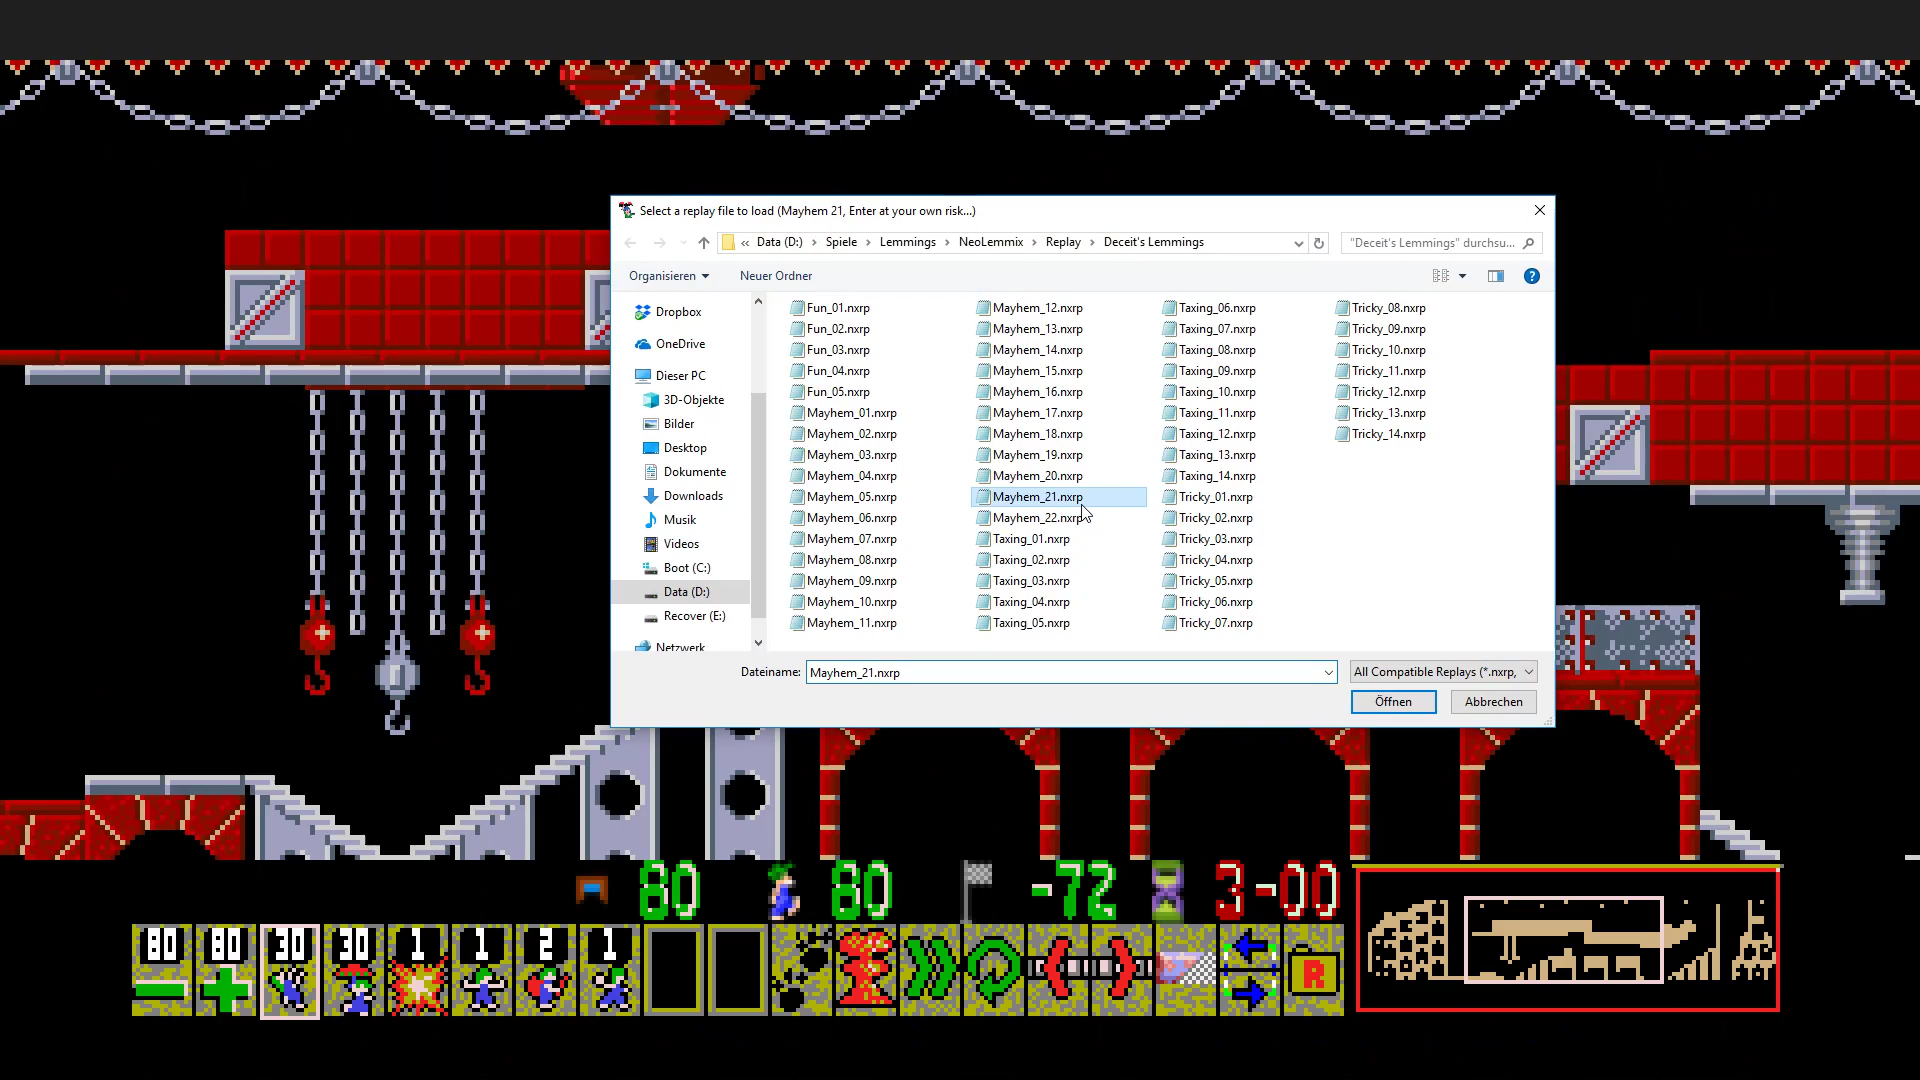 Select a replay file to load (Mayhem 21, Enter at your own risk...)
« Data (D:) › Spiele › Lemmings › NeoLemmix › Replay › Deceit's Lemmings
"Deceit's Lemmings" durchsu...
Organisieren
Neuer Ordner
Dropbox
OneDrive
Dieser PC
3D-Objekte
Bilder
Desktop
Dokumente
Downloads
Musik
Videos
Boot (C:)
Data (D:)
Recover (E:)
Netzwerk
Fun_01.nxrp
Fun_02.nxrp
Fun_03.nxrp
Fun_04.nxrp
Fun_05.nxrp
Mayhem_01.nxrp
Mayhem_02.nxrp
Mayhem_03.nxrp
Mayhem_04.nxrp
Mayhem_05.nxrp
Mayhem_06.nxrp
Mayhem_07.nxrp
Mayhem_08.nxrp
Mayhem_09.nxrp
Mayhem_10.nxrp
Mayhem_11.nxrp
Mayhem_12.nxrp
Mayhem_13.nxrp
Mayhem_14.nxrp
Mayhem_15.nxrp
Mayhem_16.nxrp
Mayhem_17.nxrp
Mayhem_18.nxrp
Mayhem_19.nxrp
Mayhem_20.nxrp
Mayhem_21.nxrp
Mayhem_22.nxrp
Taxing_01.nxrp
Taxing_02.nxrp
Taxing_03.nxrp
Taxing_04.nxrp
Taxing_05.nxrp
Taxing_06.nxrp
Taxing_07.nxrp
Taxing_08.nxrp
Taxing_09.nxrp
Taxing_10.nxrp
Taxing_11.nxrp
Taxing_12.nxrp
Taxing_13.nxrp
Taxing_14.nxrp
Tricky_01.nxrp
Tricky_02.nxrp
Tricky_03.nxrp
Tricky_04.nxrp
Tricky_05.nxrp
Tricky_06.nxrp
Tricky_07.nxrp
Tricky_08.nxrp
Tricky_09.nxrp
Tricky_10.nxrp
Tricky_11.nxrp
Tricky_12.nxrp
Tricky_13.nxrp
Tricky_14.nxrp
Dateiname: Mayhem_21.nxrp
All Compatible Replays (*.nxrp,
Öffnen
Abbrechen
80 80 -72 3-00
80 80 30 30 1 1 2 1
R